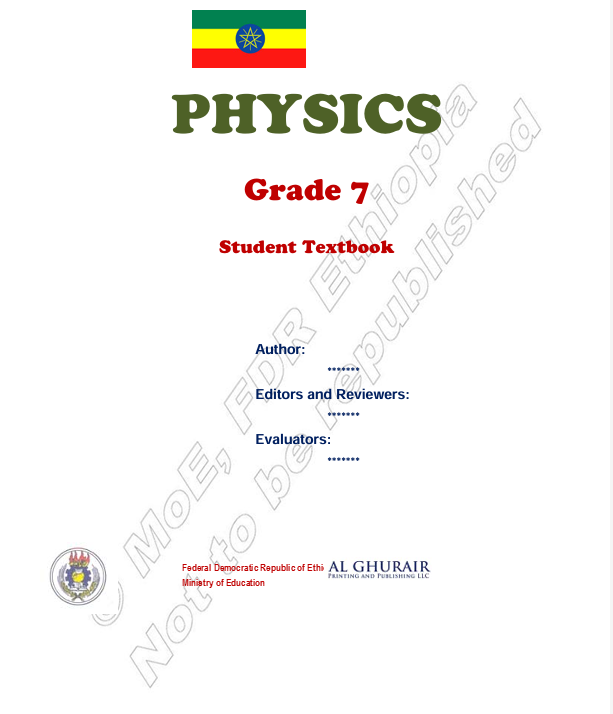 PHYSICS
Grade 7
Student Textbook
Author:
*******
Editors and Reviewers:
*******
Evaluators:
*******
Federal Democratic Republic of Ethi
Ministry of Education
AL GHURAIR
PRINTING AND PUBLISHING LLC
© MoE, FDR Ethiopia
Not to be republished